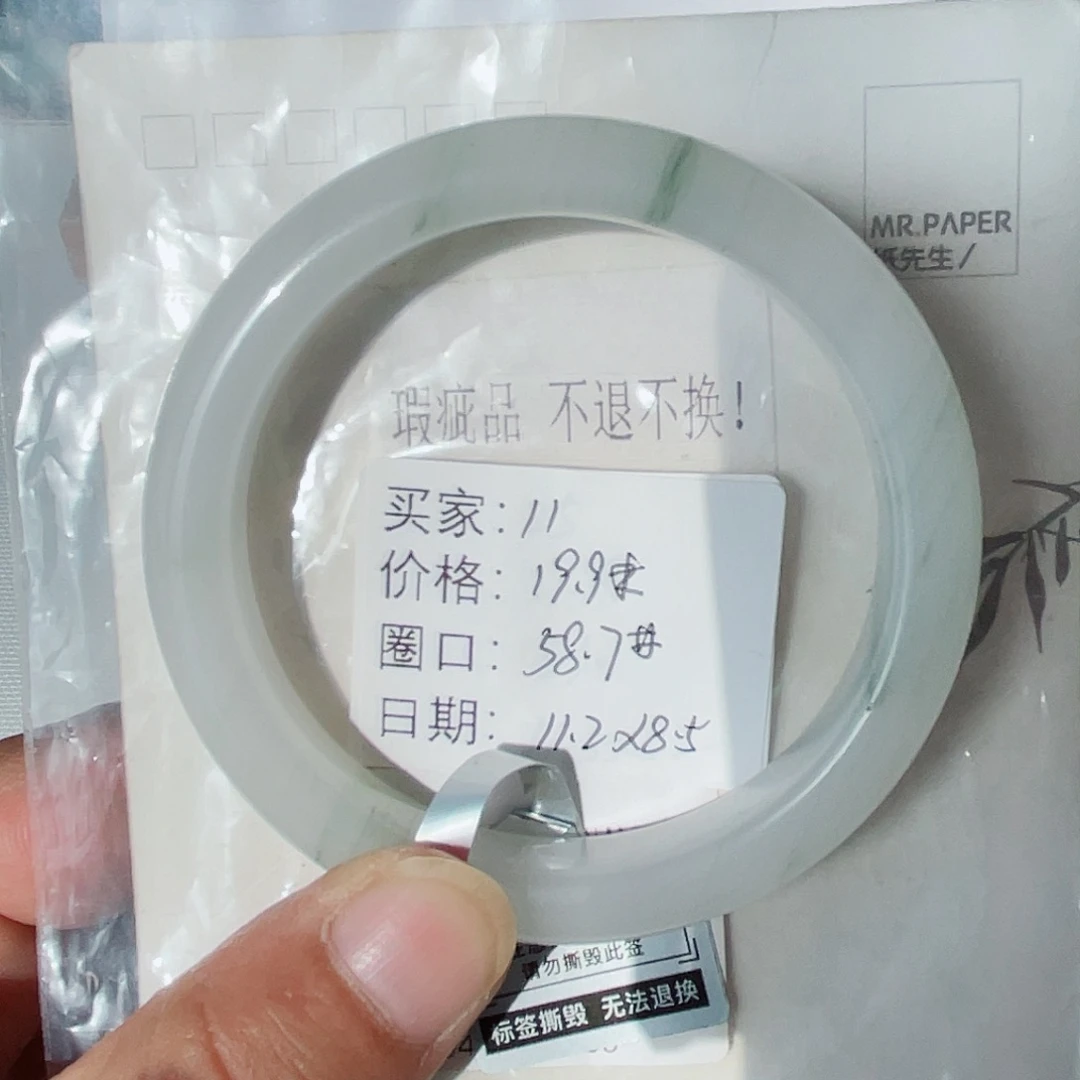 MR.PAPER
纸先生/
瑕疵品 不退不换!
买家: 11
价格: 19.9
圈口: 58.7
日期: 11.2x8.5
请勿撕毁此签
标签撕毁 无法退换